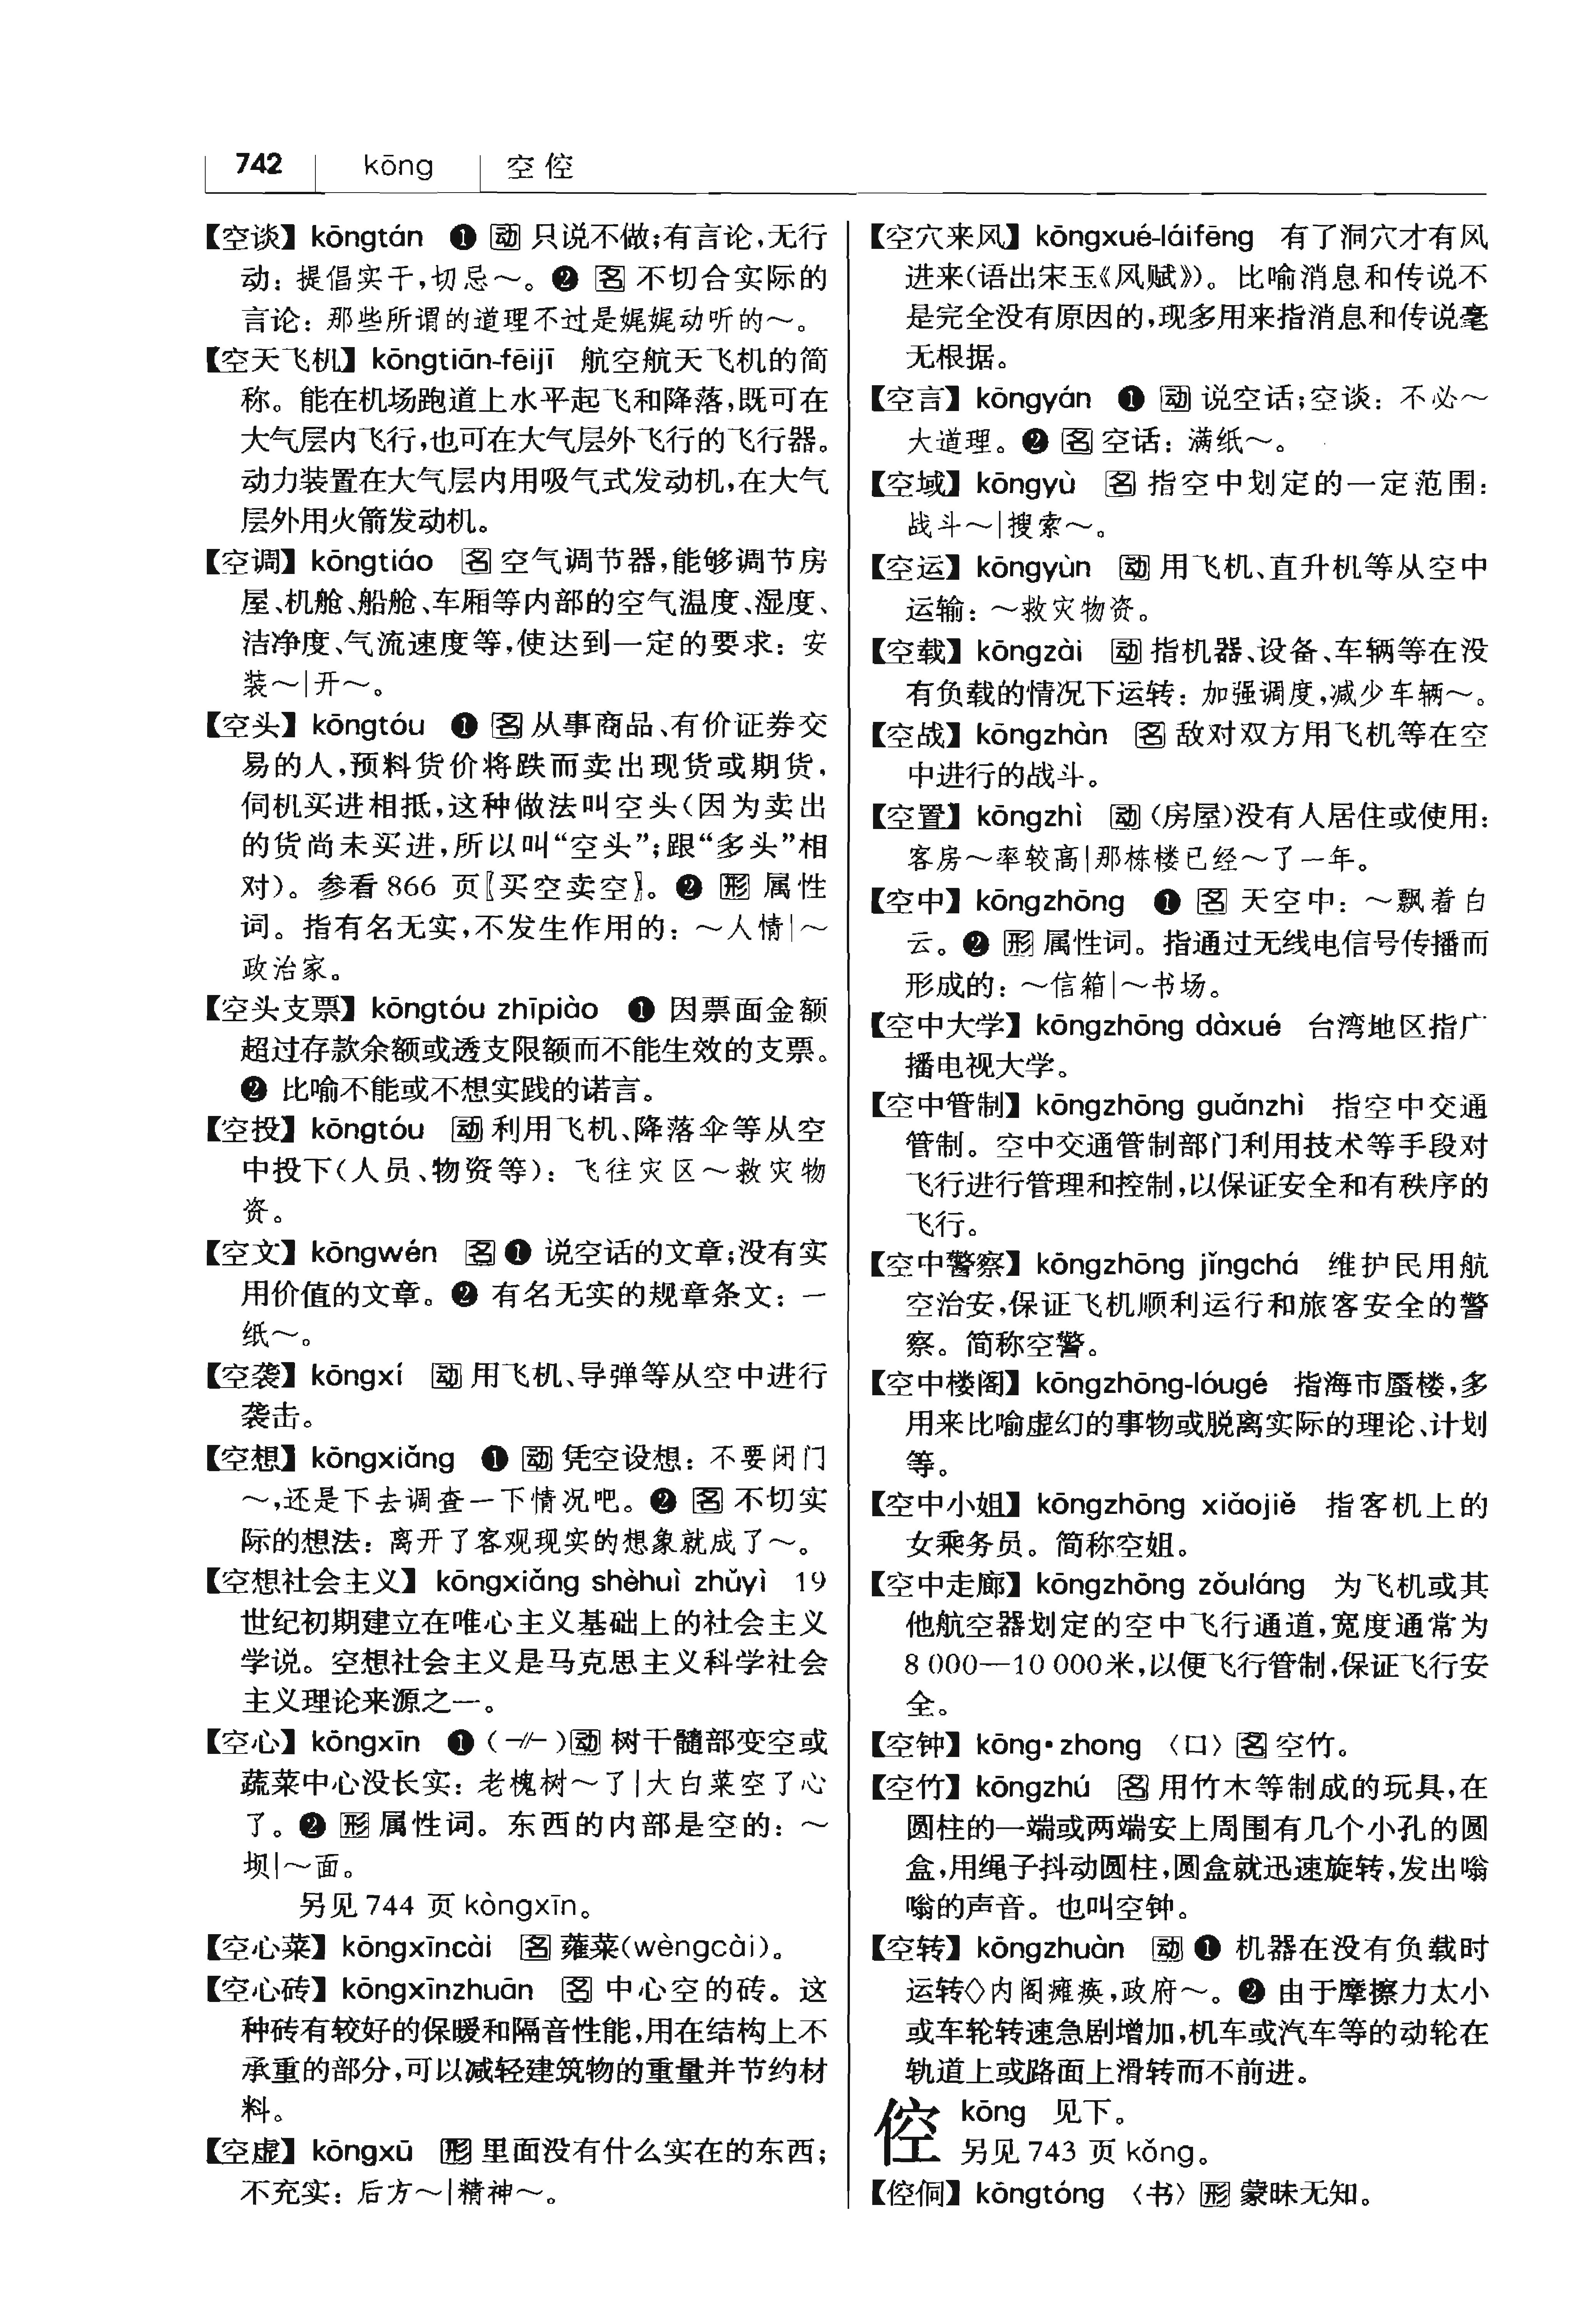 742 kōng 空 倥
【空谈】 kōngtán ❶ 动 只说不做;有言论,无行
动: 提倡实干,切忌～。❷ 名 不切合实际的
言论: 那些所谓的道理不过是娓娓动听的～。
【空天飞机】 kōngtiān-fēijī 航空航天飞机的简
称。能在机场跑道上水平起飞和降落,既可在
大气层内飞行,也可在大气层外飞行的飞行器。
动力装置在大气层内用吸气式发动机,在大气
层外用火箭发动机。
【空调】 kōngtiáo 名 空气调节器,能够调节房
屋、机舱、船舱、车厢等内部的空气温度、湿度、
洁净度、气流速度等,使达到一定的要求: 安
装～|开～。
【空头】 kōngtóu ❶ 名 从事商品、有价证券交
易的人,预料货价将跌而卖出现货或期货,
伺机买进相抵,这种做法叫空头(因为卖出
的货尚未买进,所以叫“空头”;跟“多头”相
对)。参看 866 页〖买空卖空〗。❷ 形 属性
词。指有名无实,不发生作用的: ～人情|～
政治家。
【空头支票】 kōngtóu zhīpiào ❶ 因票面金额
超过存款余额或透支限额而不能生效的支票。
❷ 比喻不能或不想实践的诺言。
【空投】 kōngtóu 动 利用飞机、降落伞等从空
中投下(人员、物资等): 飞往灾区～救灾物
资。
【空文】 kōngwén 名 ❶ 说空话的文章;没有实
用价值的文章。❷ 有名无实的规章条文: 一
纸～。
【空袭】 kōngxí 动 用飞机、导弹等从空中进行
袭击。
【空想】 kōngxiǎng ❶ 动 凭空设想: 不要闭门
～,还是下去调查一下情况吧。❷ 名 不切实
际的想法: 离开了客观现实的想象就成了～。
【空想社会主义】 kōngxiǎng shèhuì zhǔyì 19
世纪初期建立在唯心主义基础上的社会主义
学说。空想社会主义是马克思主义科学社会
主义理论来源之一。
【空心】 kōngxīn ❶ (-//-)动 树干髓部变空或
蔬菜中心没长实: 老槐树～了|大白菜空了心
了。❷ 形 属性词。东西的内部是空的: ～
坝|～面。
另见 744 页 kòngxīn。
【空心菜】 kōngxīncài 名 蕹菜(wèngcài)。
【空心砖】 kōngxīnzhuān 名 中心空的砖。这
种砖有较好的保暖和隔音性能,用在结构上不
承重的部分,可以减轻建筑物的重量并节约材
料。
【空虚】 kōngxū 形 里面没有什么实在的东西;
不充实: 后方～|精神～。
【空穴来风】 kōngxué-láifēng 有了洞穴才有风
进来(语出宋玉《风赋》)。比喻消息和传说不
是完全没有原因的,现多用来指消息和传说毫
无根据。
【空言】 kōngyán ❶ 动 说空话;空谈: 不必～
大道理。❷ 名 空话: 满纸～。
【空域】 kōngyù 名 指空中划定的一定范围:
战斗～|搜索～。
【空运】 kōngyùn 动 用飞机、直升机等从空中
运输: ～救灾物资。
【空载】 kōngzài 动 指机器、设备、车辆等在没
有负载的情况下运转: 加强调度,减少车辆～。
【空战】 kōngzhàn 名 敌对双方用飞机等在空
中进行的战斗。
【空置】 kōngzhì 动 (房屋)没有人居住或使用:
客房～率较高|那栋楼已经～了一年。
【空中】 kōngzhōng ❶ 名 天空中: ～飘着白
云。❷ 形 属性词。指通过无线电信号传播而
形成的: ～信箱|～书场。
【空中大学】 kōngzhōng dàxué 台湾地区指广
播电视大学。
【空中管制】 kōngzhōng guǎnzhì 指空中交通
管制。空中交通管制部门利用技术等手段对
飞行进行管理和控制,以保证安全和有秩序的
飞行。
【空中警察】 kōngzhōng jǐngchá 维护民用航
空治安,保证飞机顺利运行和旅客安全的警
察。简称空警。
【空中楼阁】 kōngzhōng-lóugé 指海市蜃楼,多
用来比喻虚幻的事物或脱离实际的理论、计划
等。
【空中小姐】 kōngzhōng xiǎojiě 指客机上的
女乘务员。简称空姐。
【空中走廊】 kōngzhōng zǒuláng 为飞机或其
他航空器划定的空中飞行通道,宽度通常为
8 000—10 000米,以便飞行管制,保证飞行安
全。
【空钟】 kōng•zhong 〈口〉 名 空竹。
【空竹】 kōngzhú 名 用竹木等制成的玩具,在
圆柱的一端或两端安上周围有几个小孔的圆
盒,用绳子抖动圆柱,圆盒就迅速旋转,发出嗡
嗡的声音。也叫空钟。
【空转】 kōngzhuàn 动 ❶ 机器在没有负载时
运转◇内阁瘫痪,政府～。❷ 由于摩擦力太小
或车轮转速急剧增加,机车或汽车等的动轮在
轨道上或路面上滑转而不前进。
倥 kōng 见下。
另见 743 页 kǒng。
【倥侗】 kōngtóng 〈书〉 形 蒙昧无知。